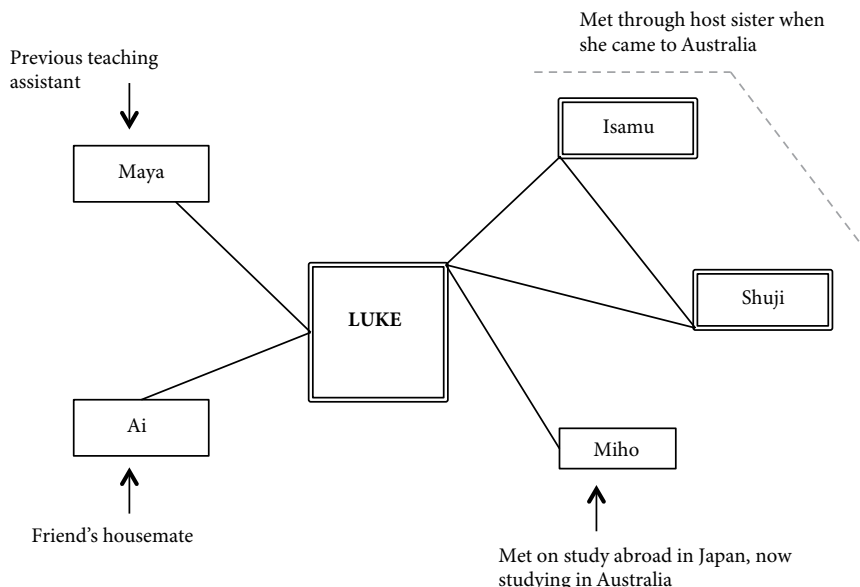 Met through host sister when
she came to Australia
Previous teaching
assistant
Isamu
Maya
Shuji
LUKE
Ai
Miho
Friend's housemate
Met on study abroad in Japan, now
studying in Australia